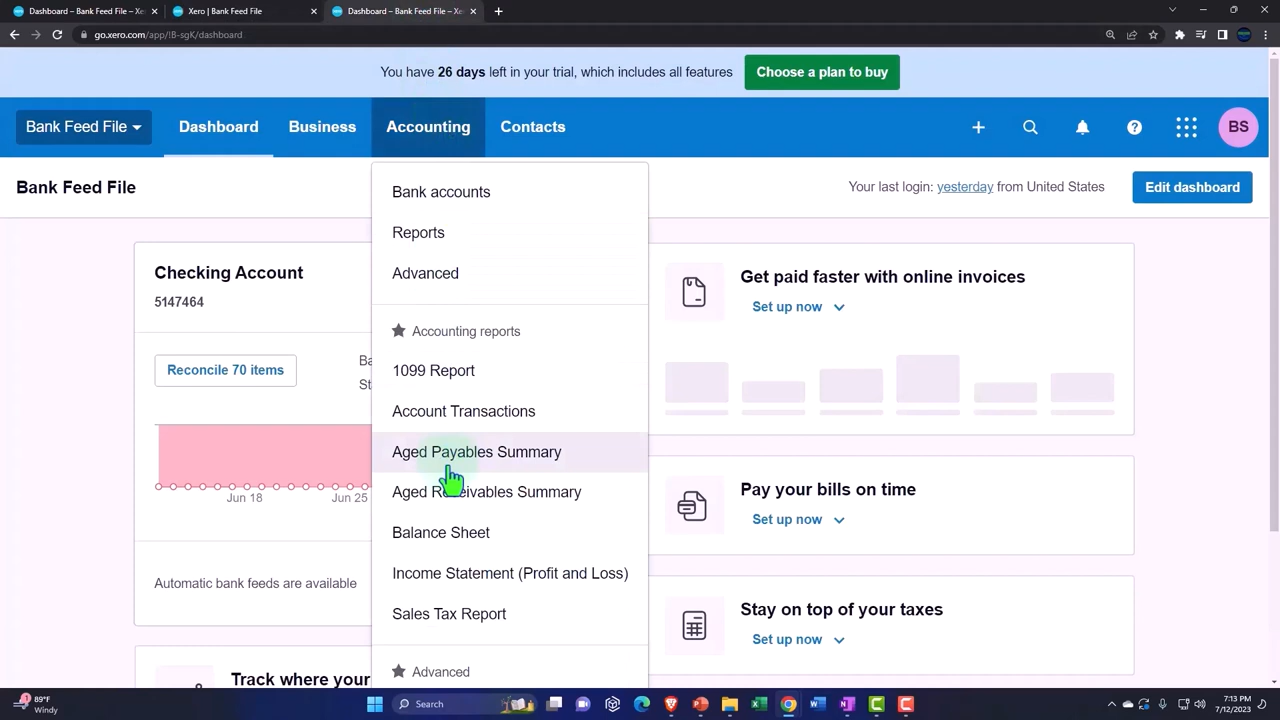 Dashboard – Bank Feed File – Xe
Xero | Bank Feed File
Dashboard – Bank Feed File – Xe
go.xero.com/app/!8-sgK/dashboard
You have 26 days left in your trial, which includes all features
Choose a plan to buy
Bank Feed File
Dashboard
Business
Accounting
Contacts
BS
Bank Feed File
Your last login: yesterday from United States
Edit dashboard
Bank accounts
Reports
Advanced
Accounting reports
1099 Report
Account Transactions
Aged Payables Summary
Aged Receivables Summary
Balance Sheet
Income Statement (Profit and Loss)
Sales Tax Report
Advanced
Checking Account
5147464
Reconcile 70 items
Ba
St
Jun 18
Jun 25
Automatic bank feeds are available
Track where your
Get paid faster with online invoices
Set up now
Pay your bills on time
Set up now
Stay on top of your taxes
Set up now
89°F
Windy
Search
7:13 PM
7/12/2023